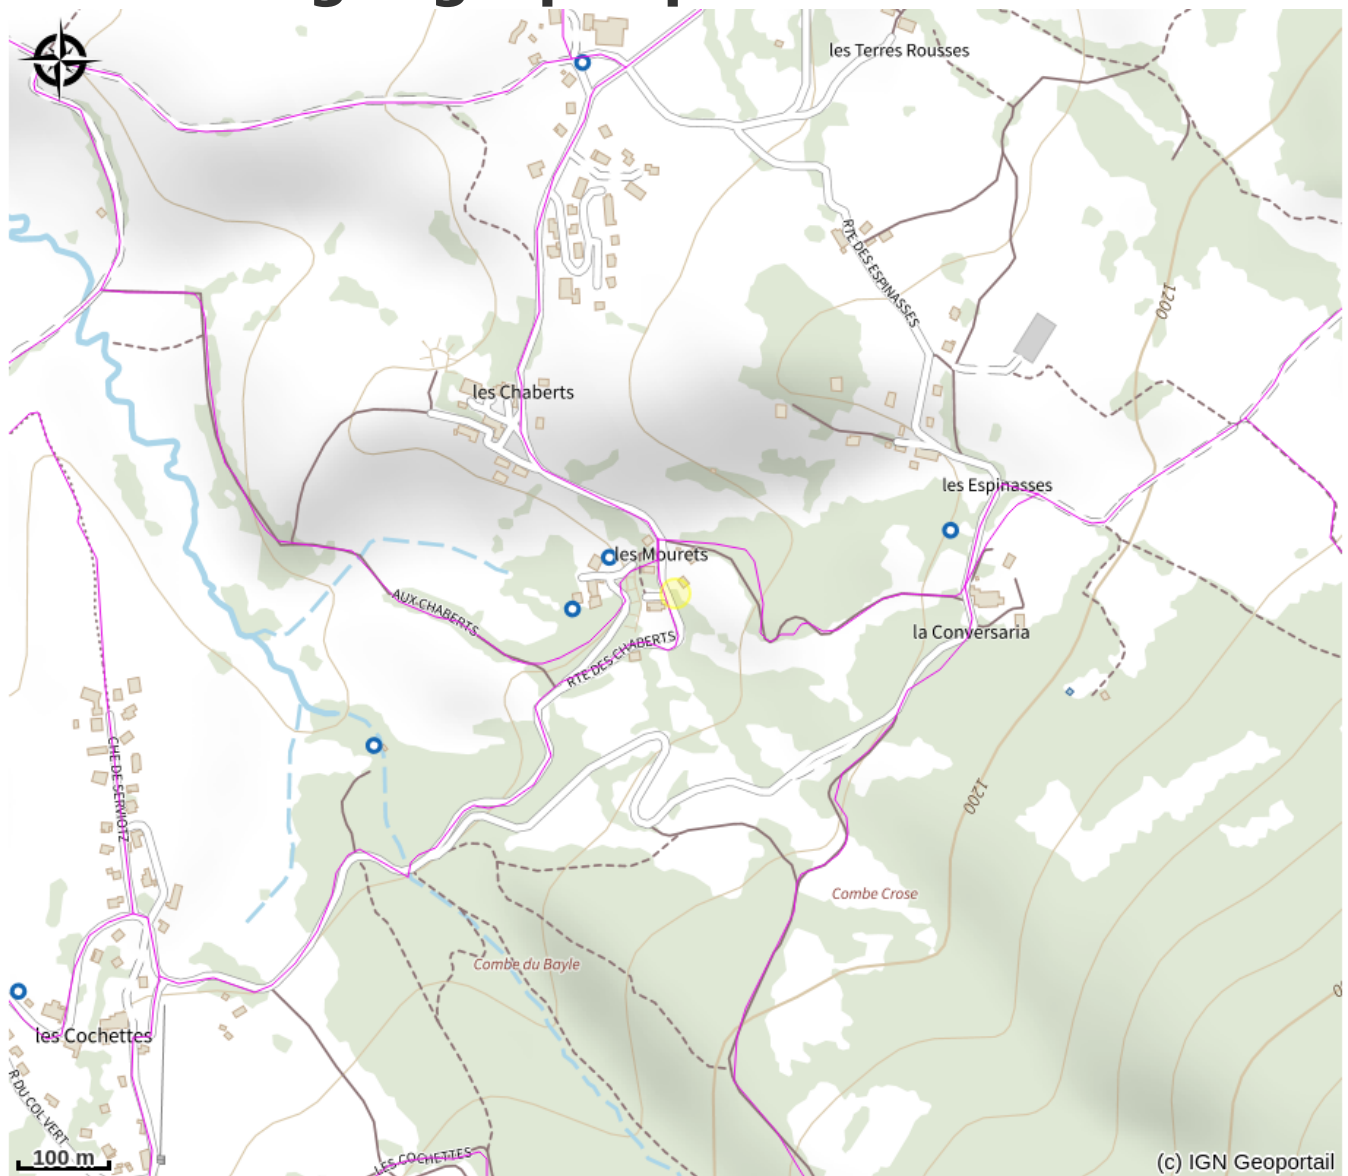 les Terres Rousses
RTE DES ESPINASSES
1200
les Chaberts
les Espinasses
les Mourets
AUX CHABERTS
RTE DES CHABERTS
la Conversaria
CHE DE SERVIOTZ
1200
Combe Crose
Combe du Bayle
les Cochettes
R DU COL VERT
LES COCHETTES
100 m
(c) IGN Geoportail